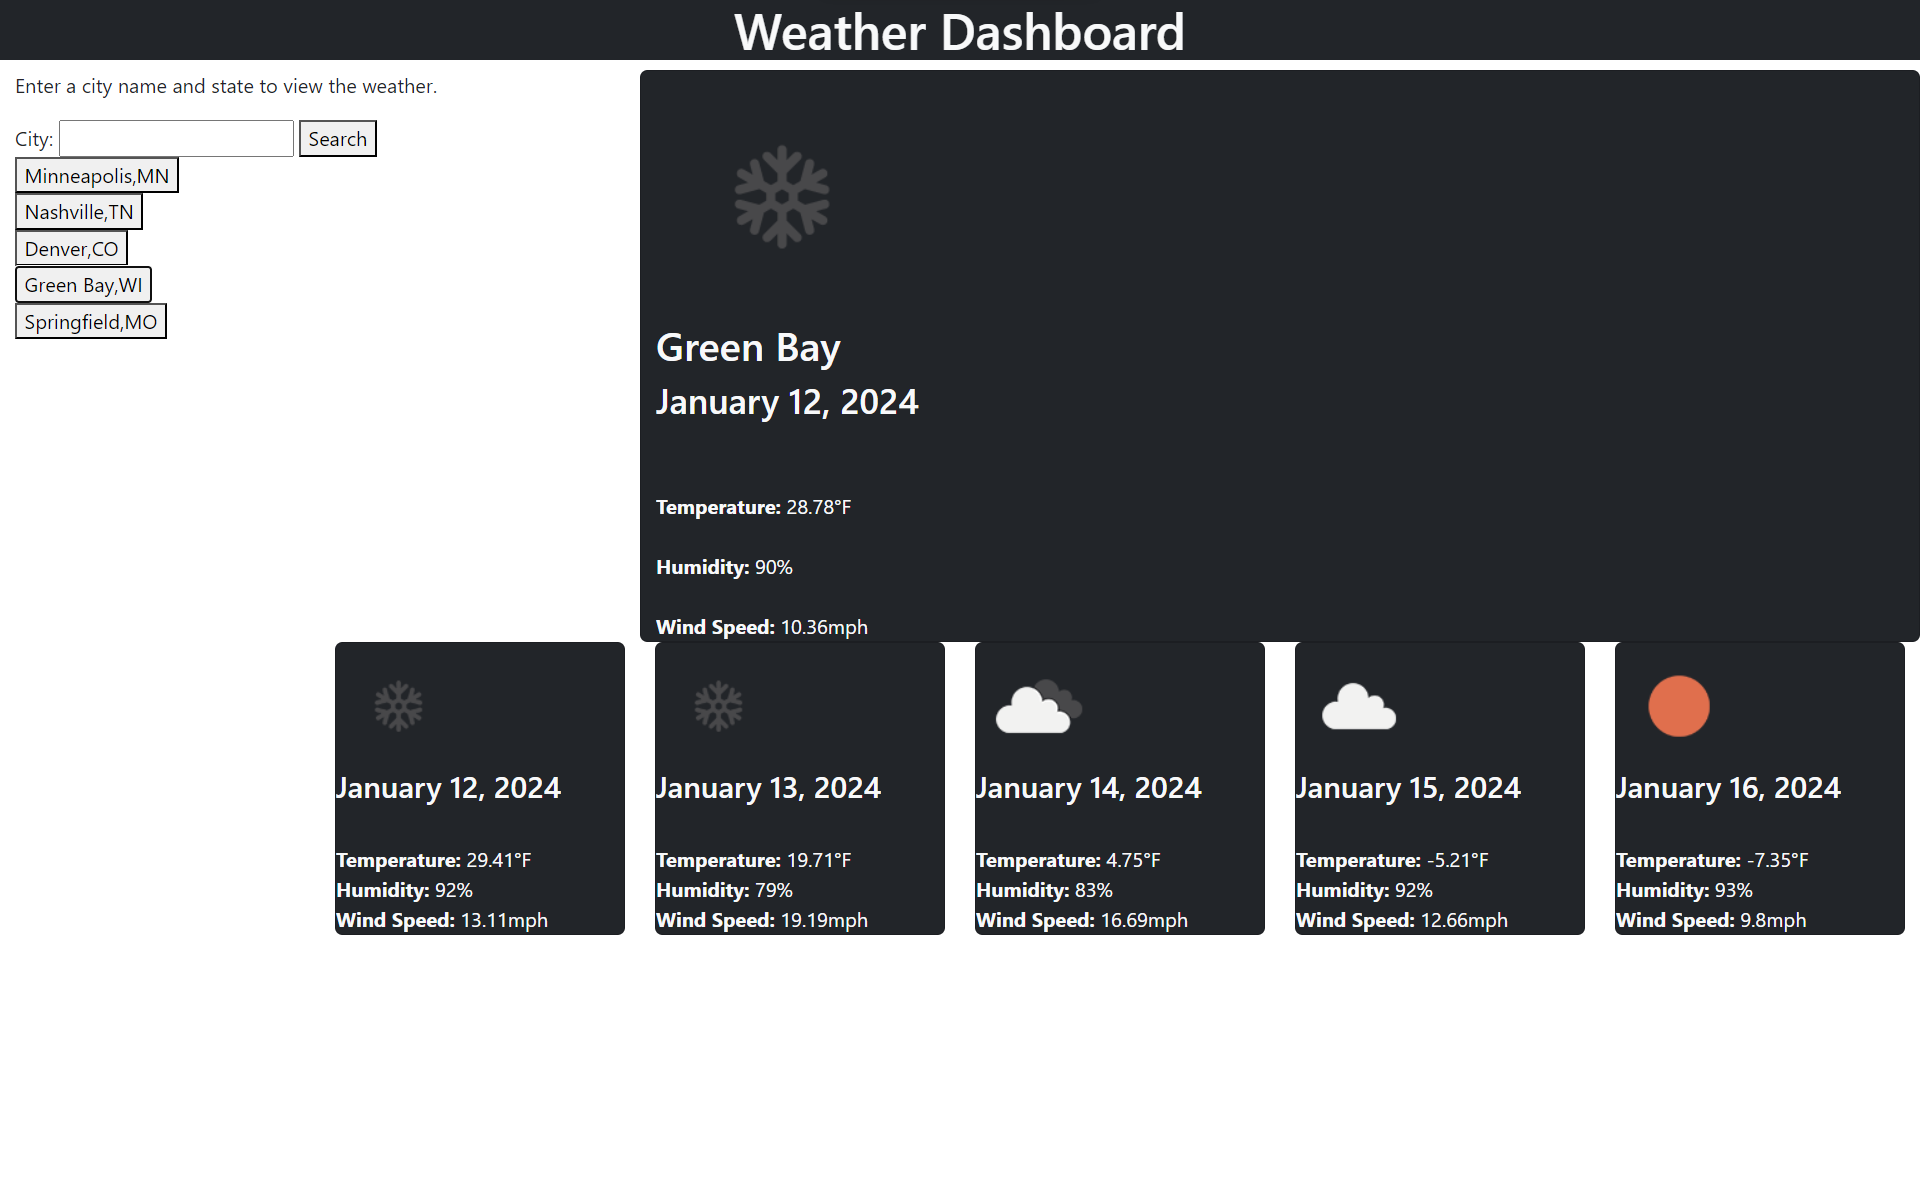 Weather Dashboard
Enter a city name and state to view the weather.
City:
Search
Minneapolis,MN
Nashville,TN
Denver,CO
Green Bay,WI
Springfield,MO
Green Bay
January 12, 2024
Temperature: 28.78°F
Humidity: 90%
Wind Speed: 10.36mph
January 12, 2024
Temperature: 29.41°F
Humidity: 92%
Wind Speed: 13.11mph
January 13, 2024
Temperature: 19.71°F
Humidity: 79%
Wind Speed: 19.19mph
January 14, 2024
Temperature: 4.75°F
Humidity: 83%
Wind Speed: 16.69mph
January 15, 2024
Temperature: -5.21°F
Humidity: 92%
Wind Speed: 12.66mph
January 16, 2024
Temperature: -7.35°F
Humidity: 93%
Wind Speed: 9.8mph